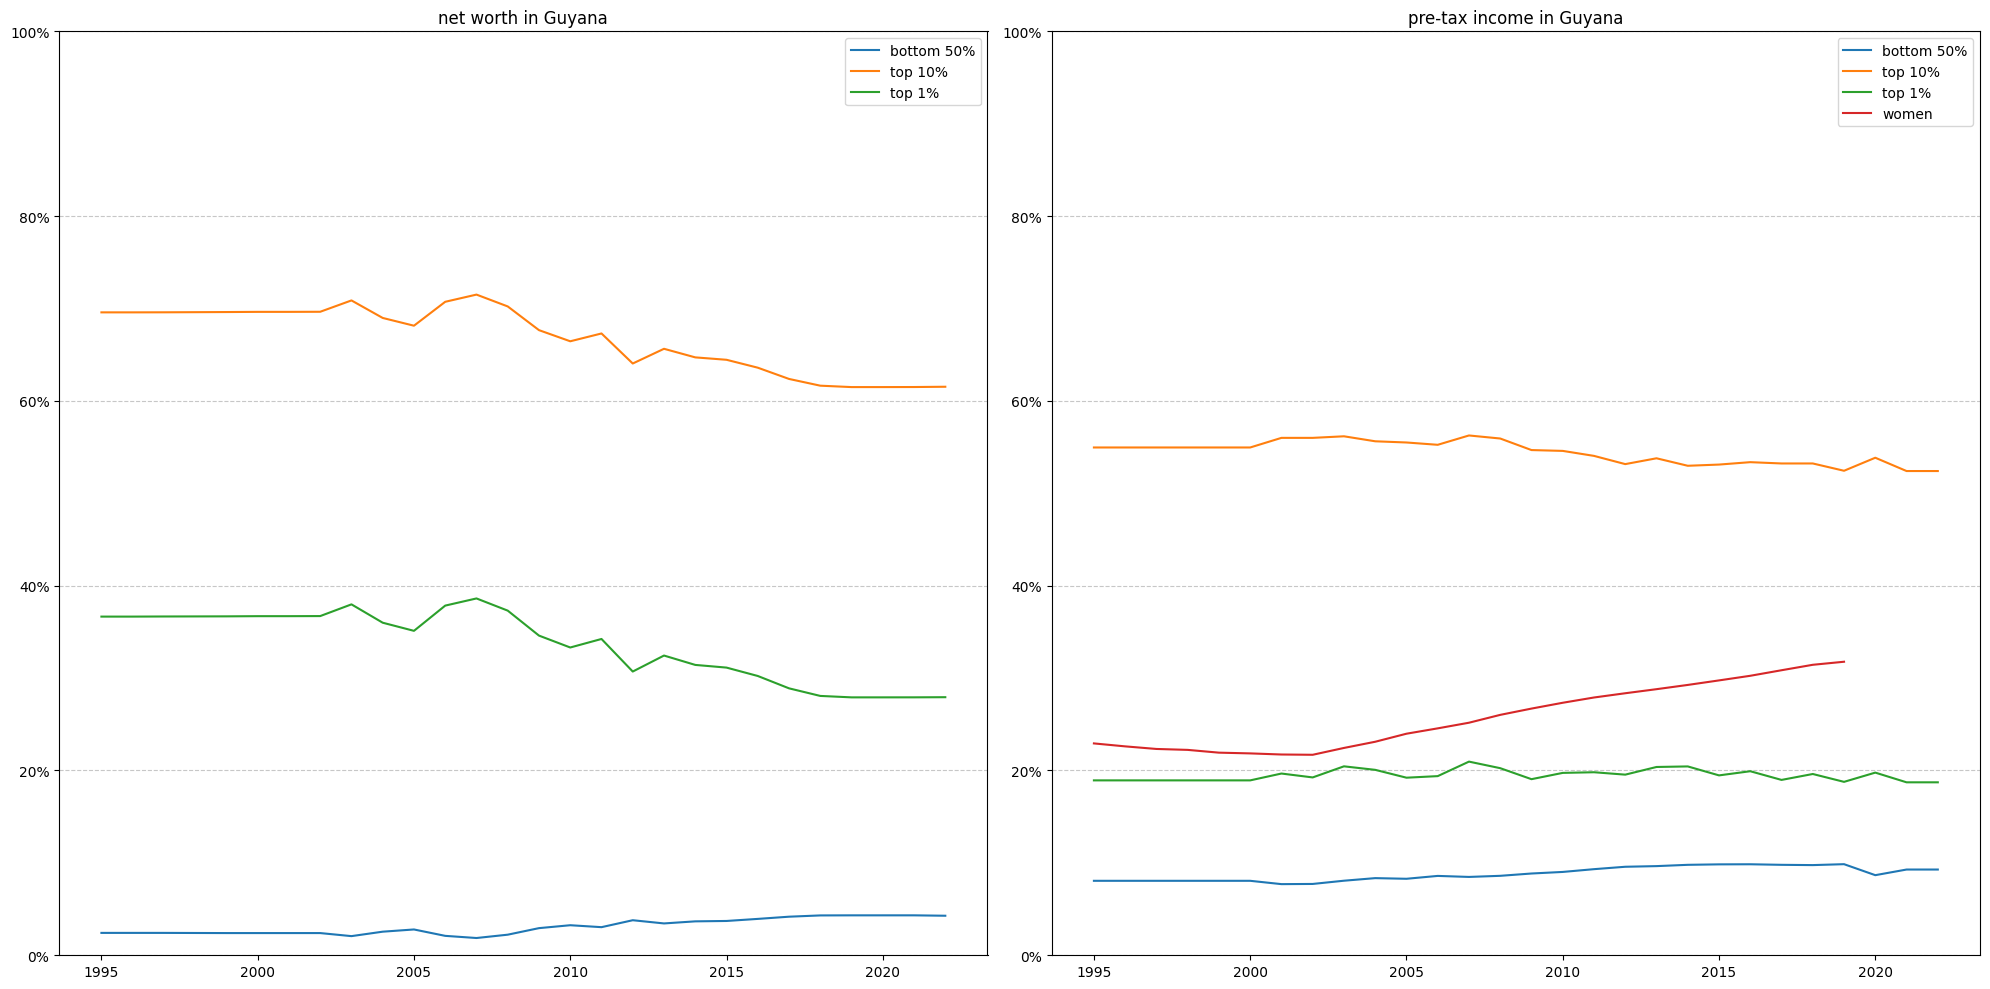 net worth in Guyana
100%
80%
60%
40%
20%
0%
1995 2000 2005 2010 2015 2020
bottom 50%
top 10%
top 1%
pre-tax income in Guyana
100%
80%
60%
40%
20%
0%
1995 2000 2005 2010 2015 2020
bottom 50%
top 10%
top 1%
women